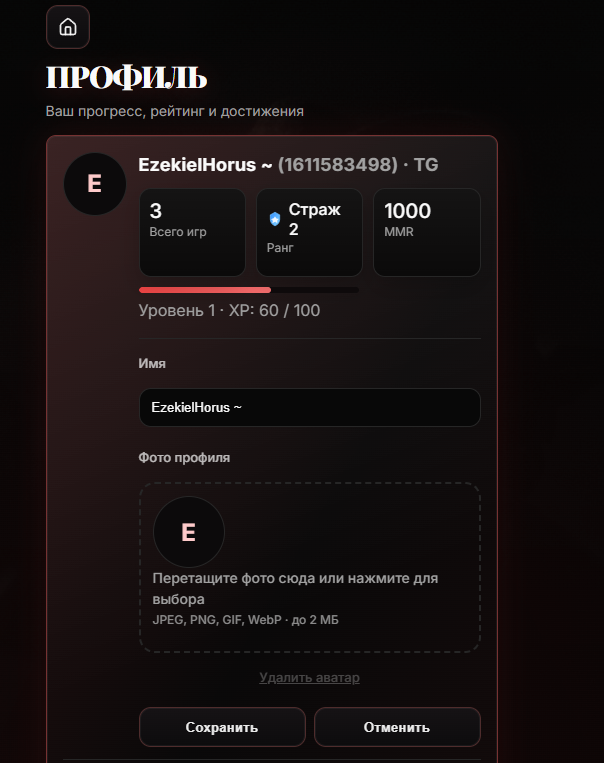 ПРОФИЛЬ
Ваш прогресс, рейтинг и достижения
E
EzekielHorus ~ (1611583498) · TG
3
Всего игр
Страж
2
Ранг
1000
MMR
Уровень 1 · XP: 60 / 100
Имя
EzekielHorus ~
Фото профиля
E
Перетащите фото сюда или нажмите для
выбора
JPEG, PNG, GIF, WebP · до 2 МБ
Удалить аватар
Сохранить
Отменить